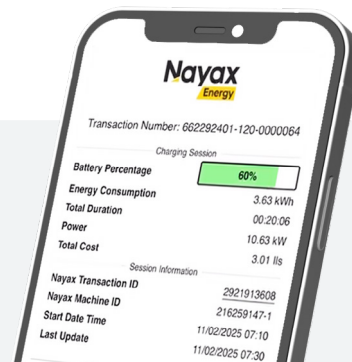 Nayax
Energy
Transaction Number: 662292401-120-0000064
Charging Session
Battery Percentage 60%
Energy Consumption 3.63 kWh
Total Duration 00:20:06
Power 10.63 kW
Total Cost 3.01 Ils
Session Information
Nayax Transaction ID 2921913608
Nayax Machine ID 216259147-1
Start Date Time 11/02/2025 07:10
Last Update 11/02/2025 07:30